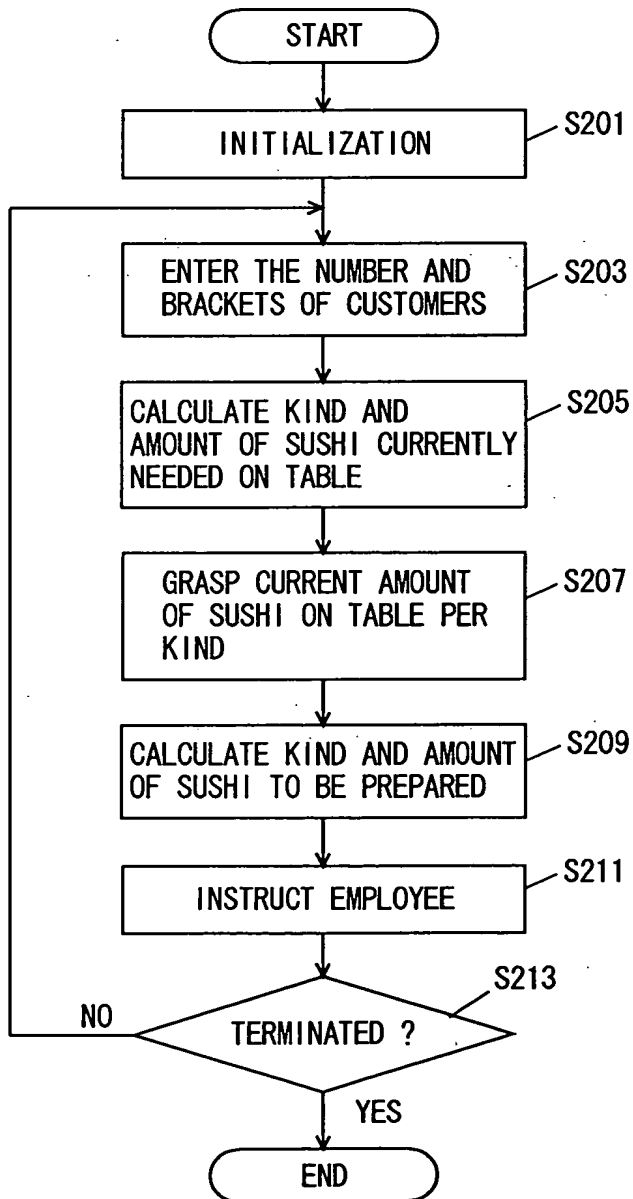 START
INITIALIZATION
S201
ENTER THE NUMBER AND
BRACKETS OF CUSTOMERS
S203
CALCULATE KIND AND
AMOUNT OF SUSHI CURRENTLY
NEEDED ON TABLE
S205
GRASP CURRENT AMOUNT
OF SUSHI ON TABLE PER
KIND
S207
CALCULATE KIND AND AMOUNT
OF SUSHI TO BE PREPARED
S209
INSTRUCT EMPLOYEE
S211
TERMINATED ?
S213
NO
YES
END